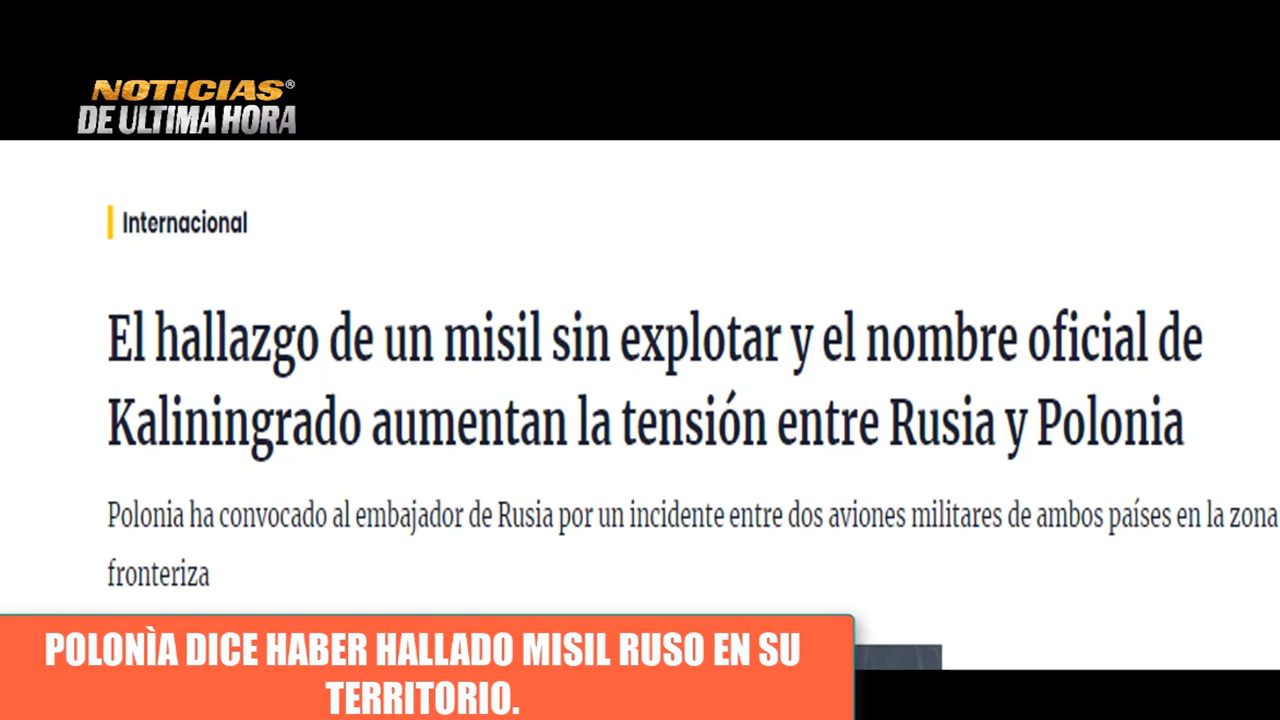 NOTICIAS®
DE ULTIMA HORA
Internacional
El hallazgo de un misil sin explotar y el nombre oficial de
Kaliningrado aumentan la tensión entre Rusia y Polonia
Polonia ha convocado al embajador de Rusia por un incidente entre dos aviones militares de ambos países en la zona
fronteriza
POLONÌA DICE HABER HALLADO MISIL RUSO EN SU
TERRITORIO.